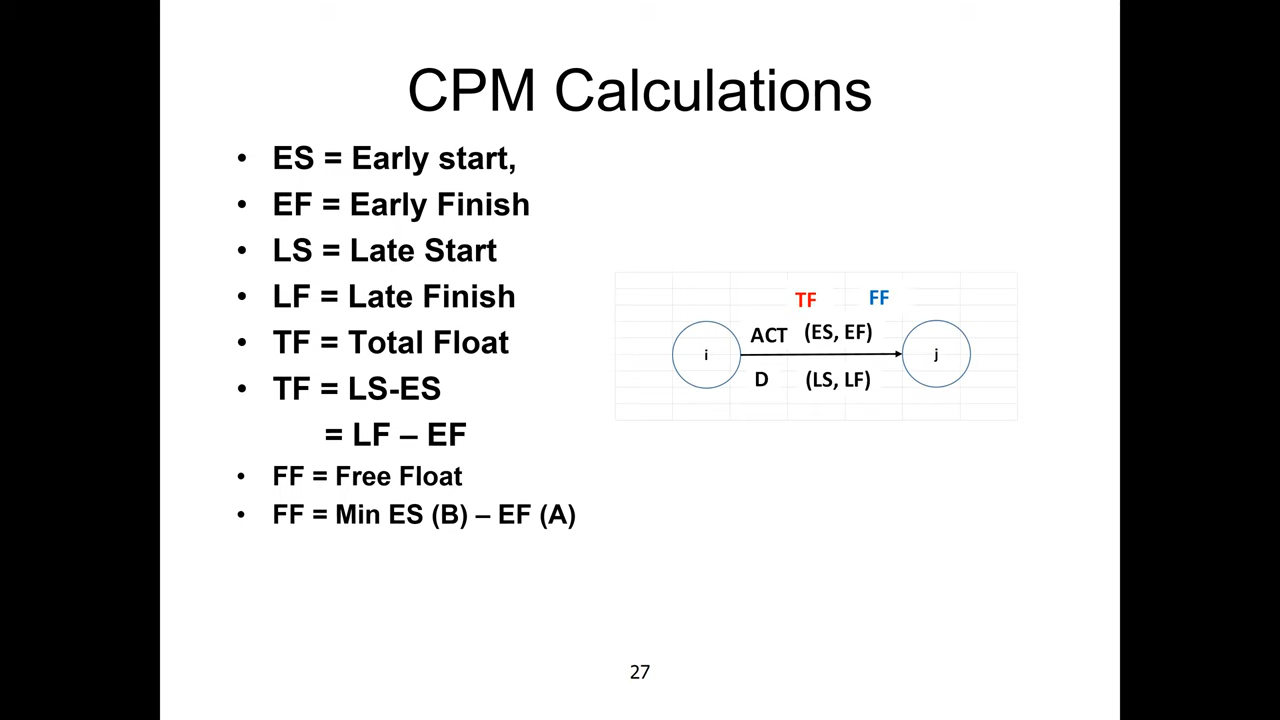 CPM Calculations
• ES = Early start,
• EF = Early Finish
• LS = Late Start
• LF = Late Finish
• TF = Total Float
• TF = LS-ES
= LF – EF
• FF = Free Float
• FF = Min ES (B) – EF (A)
TF FF
ACT (ES, EF)
i j
D (LS, LF)
27